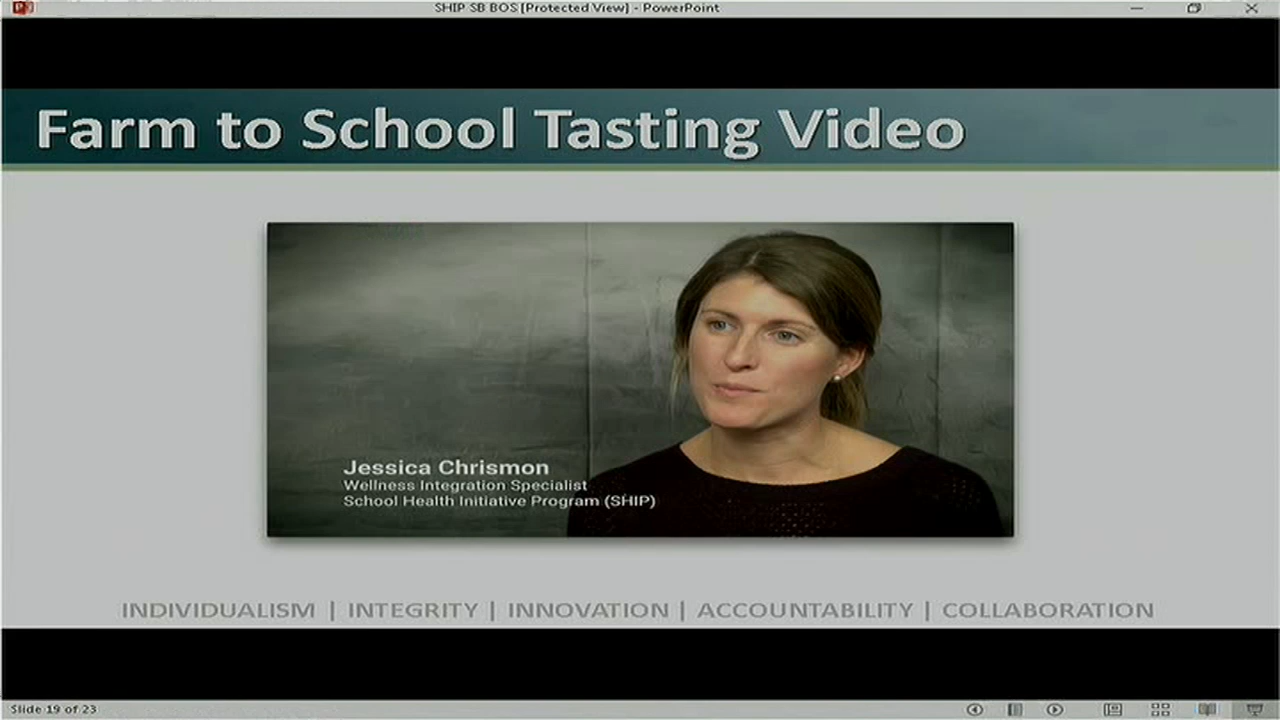 SHIP SB BOS [Protected View] - PowerPoint
Farm to School Tasting Video
Jessica Chrismon
Wellness Integration Specialist
School Health Initiative Program (SHIP)
INDIVIDUALISM | INTEGRITY | INNOVATION | ACCOUNTABILITY | COLLABORATION
Slide 19 of 23